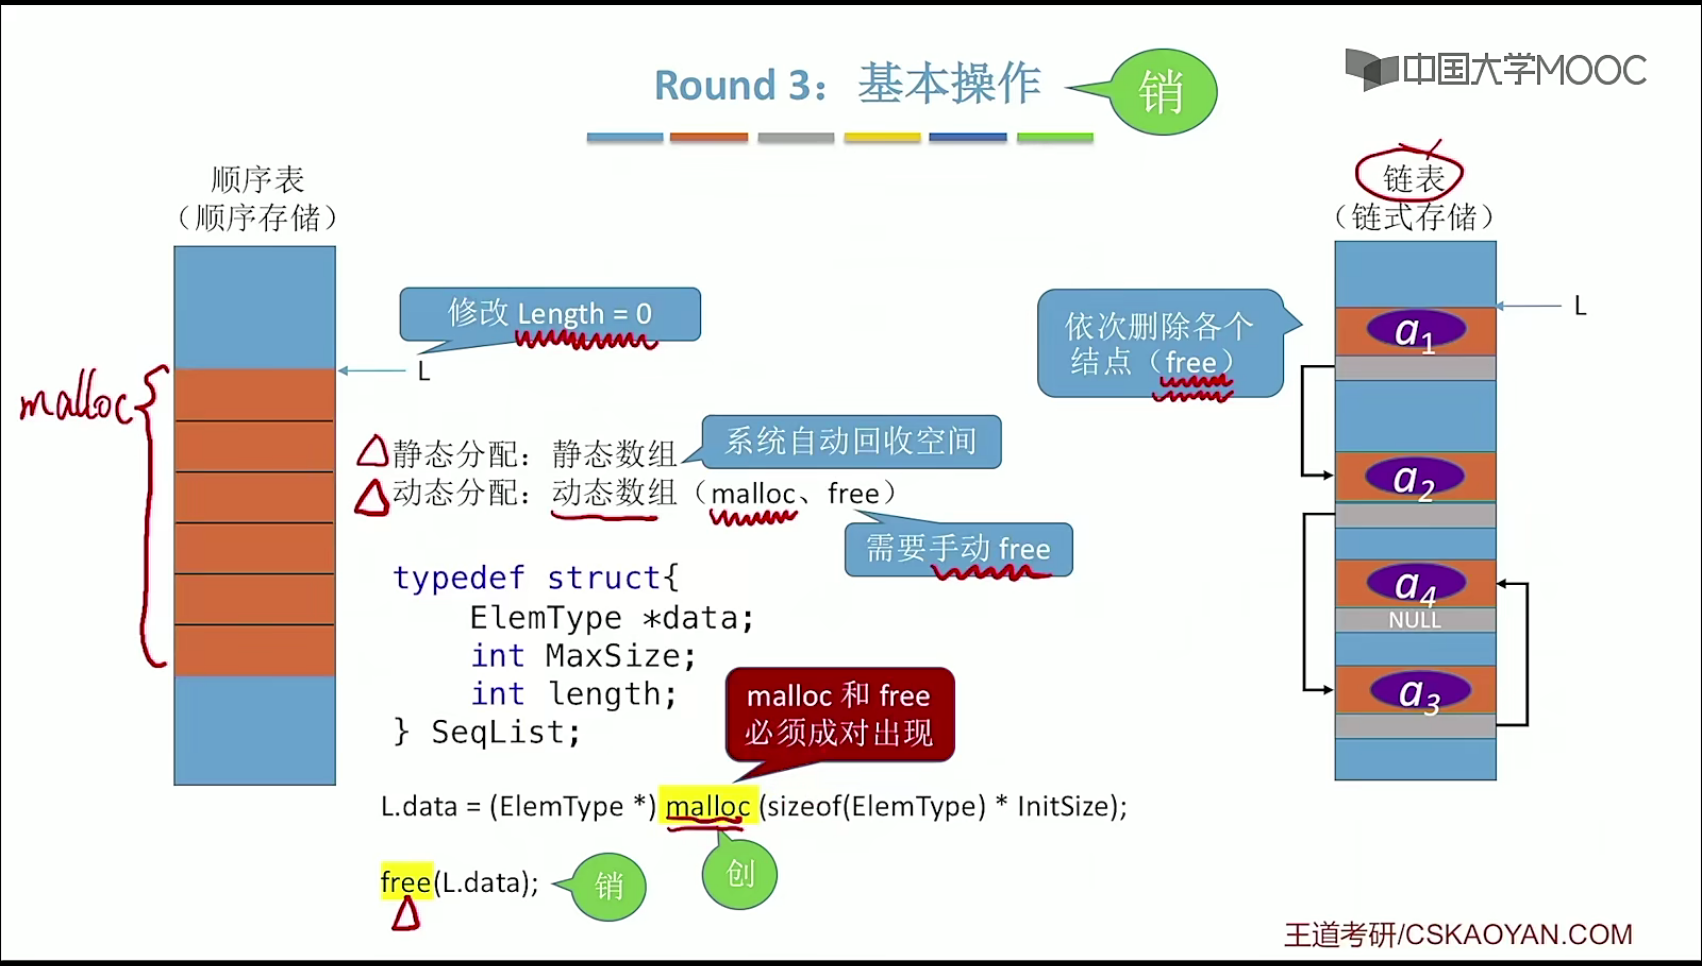 Round 3：基本操作
销
中国大学MOOC
顺序表
（顺序存储）
链表
（链式存储）
修改 Length = 0
L
malloc
依次删除各个
结点（free）
L
a1
a2
a4
NULL
a3
静态分配：静态数组
系统自动回收空间
动态分配：动态数组（malloc、free）
需要手动 free
typedef struct{
ElemType *data;
int MaxSize;
int length;
} SeqList;
malloc 和 free
必须成对出现
L.data = (ElemType *) malloc (sizeof(ElemType) * InitSize);
创
free(L.data);
销
王道考研/CSKAOYAN.COM